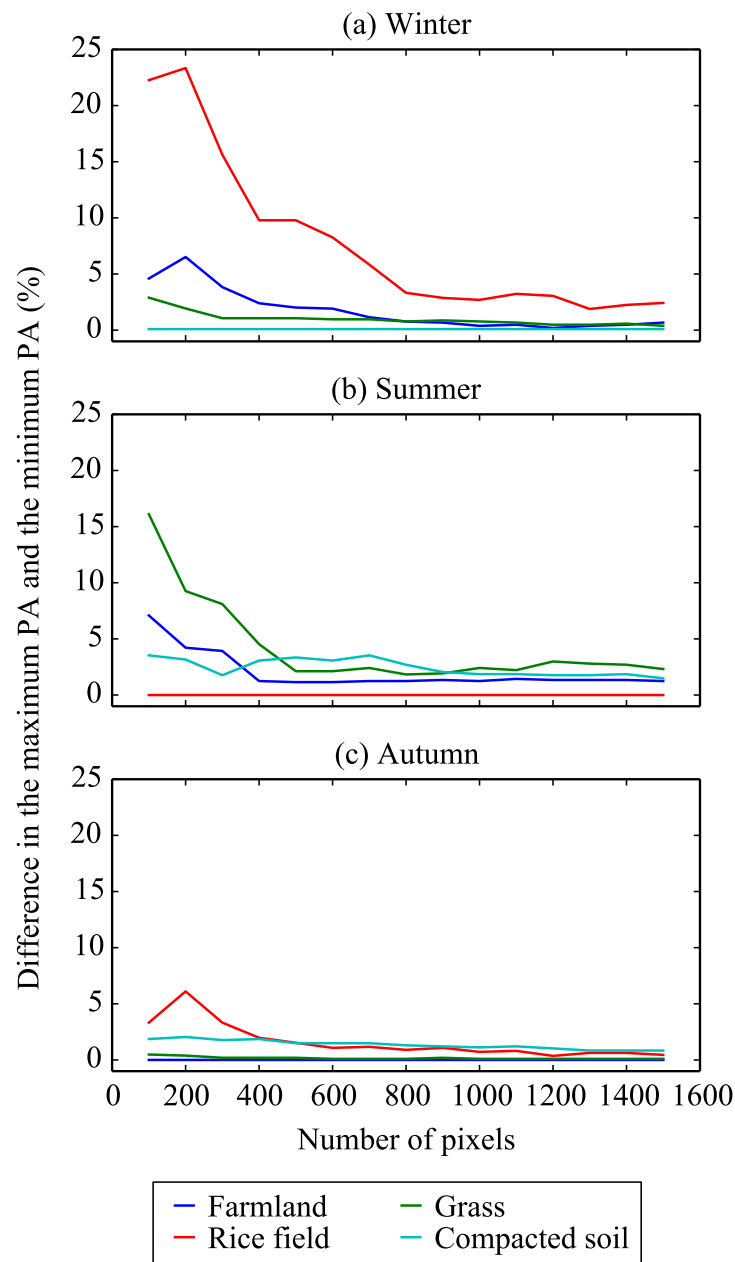 (a) Winter
25
20
15
10
5
0
(b) Summer
25
20
15
10
5
0
(c) Autumn
25
20
15
10
5
0
0 200 400 600 800 1000 1200 1400 1600
Number of pixels
Difference in the maximum PA and the minimum PA (%)
Farmland Grass
Rice field Compacted soil